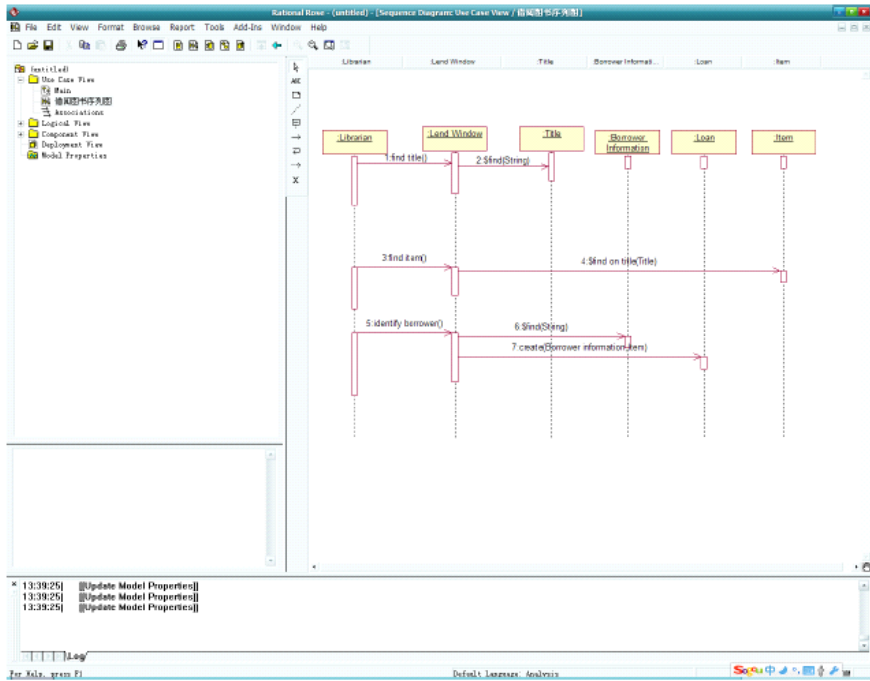 Rational Rose - (untitled) - [Sequence Diagram: Use Case View / 借阅图书序列图]
File Edit View Format Browse Report Tools Add-Ins Window Help
:Librarian :Lend Window :Title Borrower Informati... :Loan :Item
(untitled)
Use Case View
Main
借阅图书序列图
Associations
Logical View
Component View
Deployment View
Model Properties
ABC
:Librarian :Lend Window :Title :Borrower Information :Loan :Item
1:find title() 2:$find(String)
3:find item() 4:$find on title(Title)
5:identify borrower() 6:$find(String)
7:create(Borrower information,Item)
13:39:25| [[Update Model Properties]]
13:39:25| [[Update Model Properties]]
13:39:25| [[Update Model Properties]]
Log
For Help, press F1 Default Language: Analysis 中